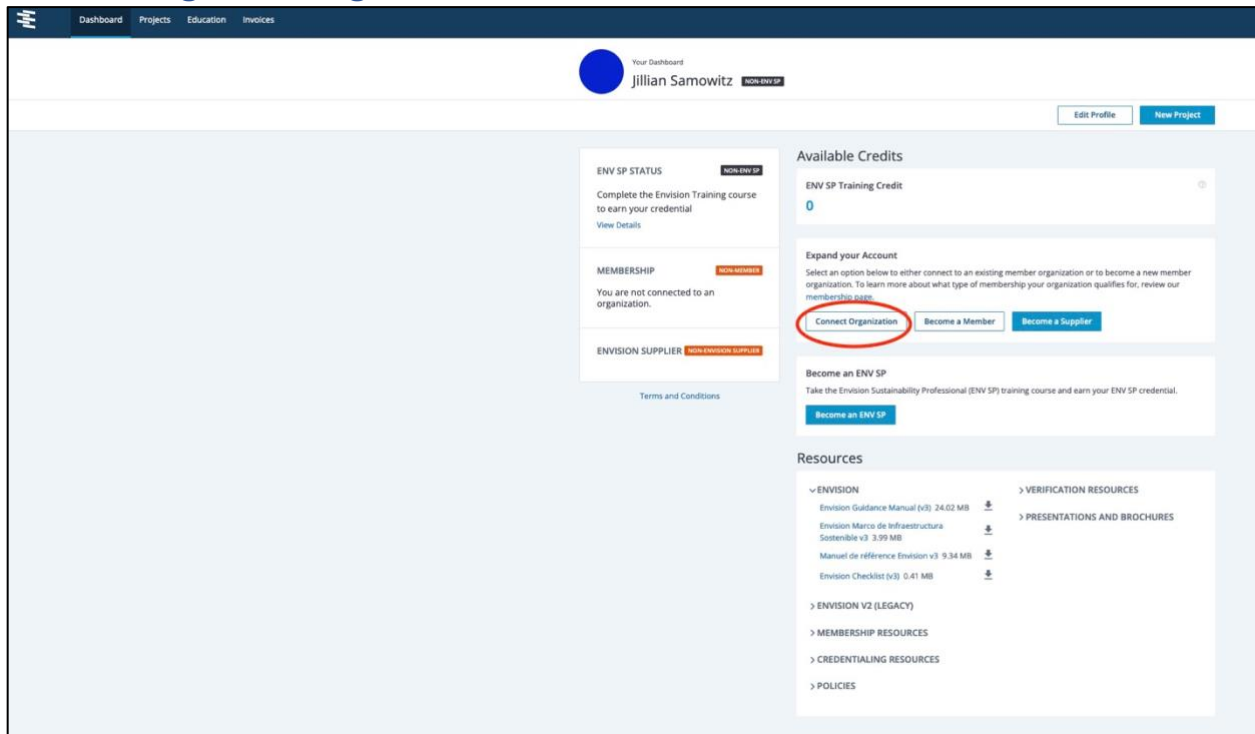 Dashboard Projects Education Invoices
Your Dashboard
Jillian Samowitz NON-ENV SP
Edit Profile New Project
ENV SP STATUS NON-ENV SP
Complete the Envision Training course
to earn your credential
View Details
MEMBERSHIP NON-MEMBER
You are not connected to an
organization.
ENVISION SUPPLIER NON-ENVISION SUPPLIER
Terms and Conditions
Available Credits
ENV SP Training Credit
0
Expand your Account
Select an option below to either connect to an existing member organization or to become a new member
organization. To learn more about what type of membership your organization qualifies for, review our
membership page.
Connect Organization Become a Member Become a Supplier
Become an ENV SP
Take the Envision Sustainability Professional (ENV SP) training course and earn your ENV SP credential.
Become an ENV SP
Resources
ENVISION
Envision Guidance Manual (v3) 24.02 MB
Envision Marco de Infraestructura
Sostenible v3 3.99 MB
Manuel de référence Envision v3 9.34 MB
Envision Checklist (v3) 0.41 MB
> ENVISION V2 (LEGACY)
> MEMBERSHIP RESOURCES
> CREDENTIALING RESOURCES
> POLICIES
> VERIFICATION RESOURCES
> PRESENTATIONS AND BROCHURES